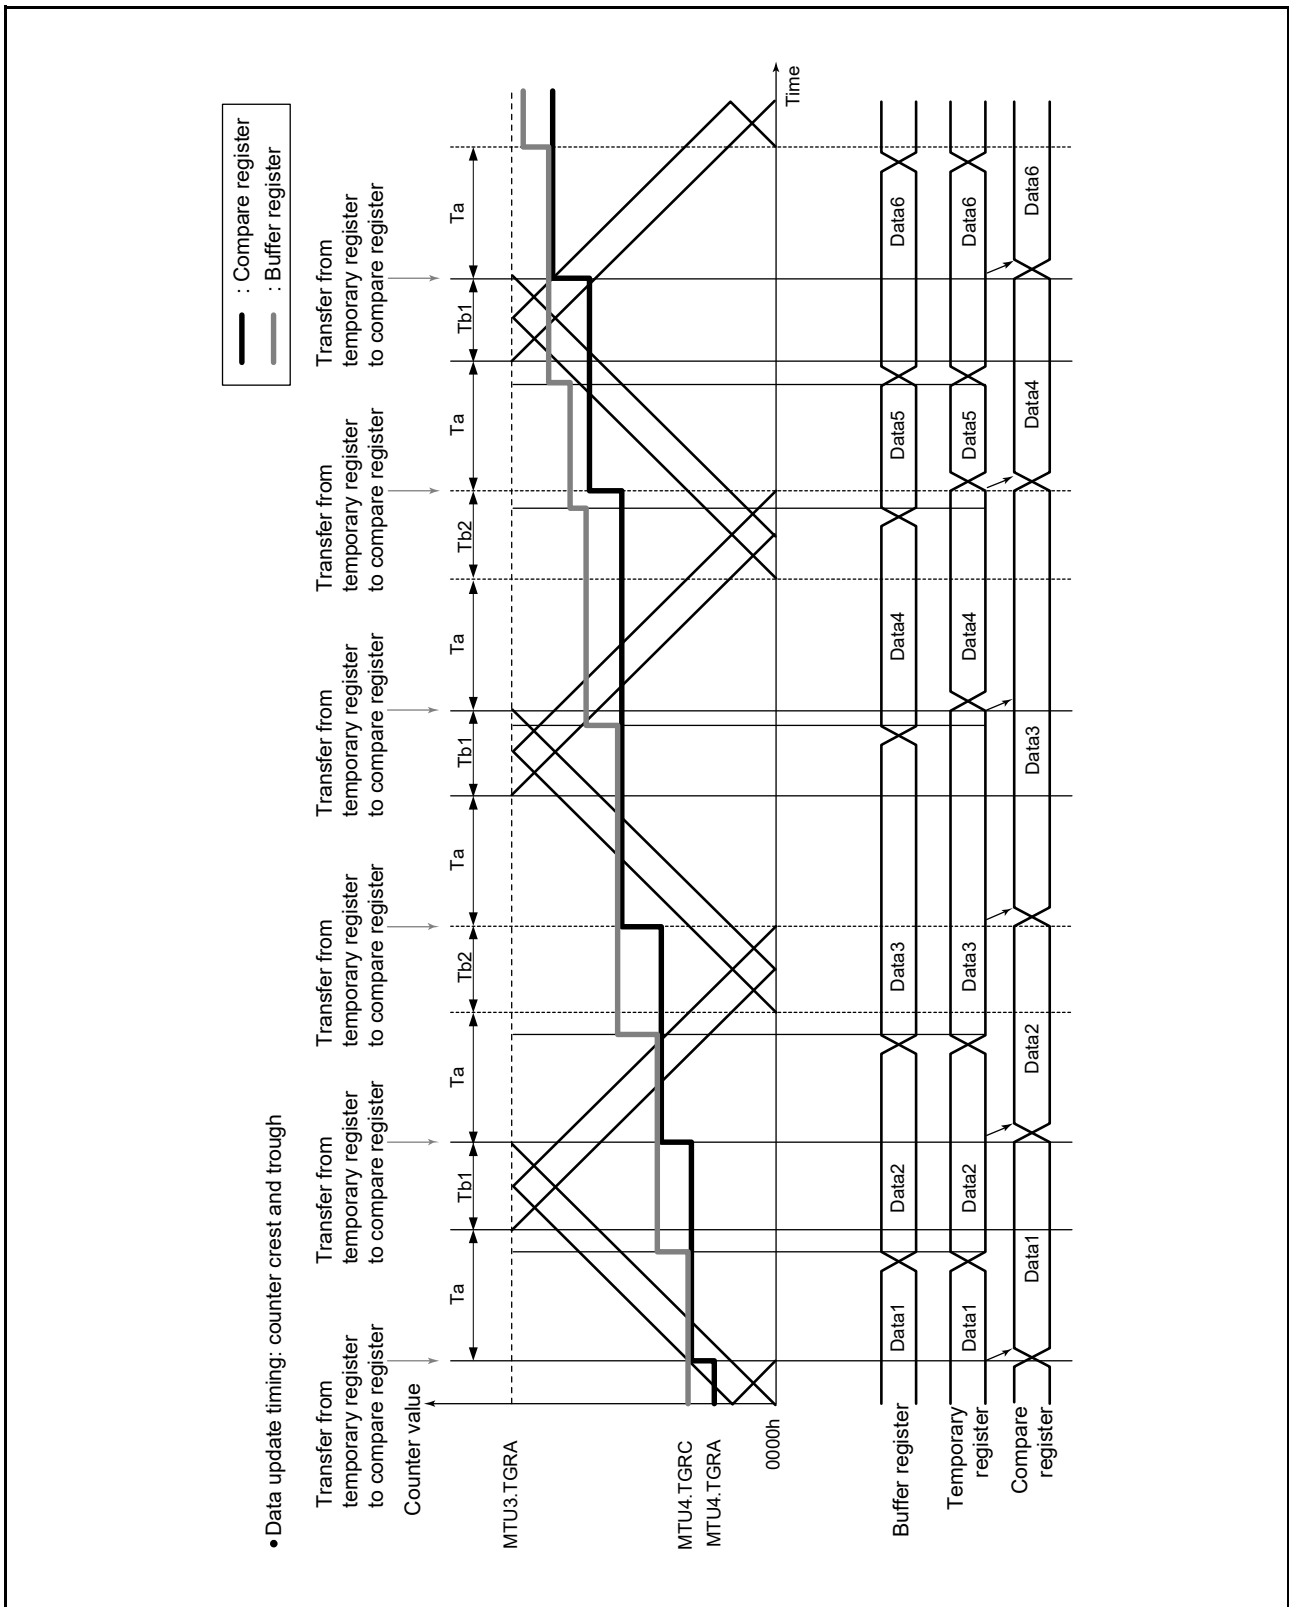 • Data update timing: counter crest and trough
: Compare register
: Buffer register
Transfer from
temporary register
to compare register
Transfer from
temporary register
to compare register
Transfer from
temporary register
to compare register
Transfer from
temporary register
to compare register
Transfer from
temporary register
to compare register
Transfer from
temporary register
to compare register
Transfer from
temporary register
to compare register
Counter value
Ta
Tb1
Ta
Tb2
Ta
Tb1
Ta
Tb2
Ta
Tb1
Ta
MTU3.TGRA
MTU4.TGRC
MTU4.TGRA
0000h
Time
Buffer register
Data1
Data2
Data3
Data4
Data5
Data6
Temporary
register
Data1
Data2
Data3
Data4
Data5
Data6
Compare
register
Data1
Data2
Data3
Data4
Data6